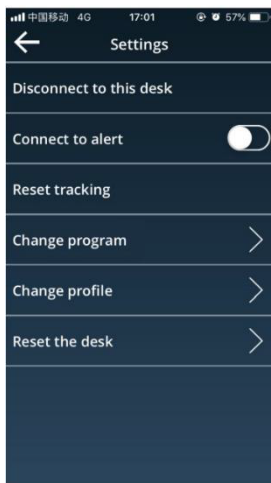 中国移动 4G 17:01 57%
Settings
Disconnect to this desk
Connect to alert
Reset tracking
Change program
Change profile
Reset the desk